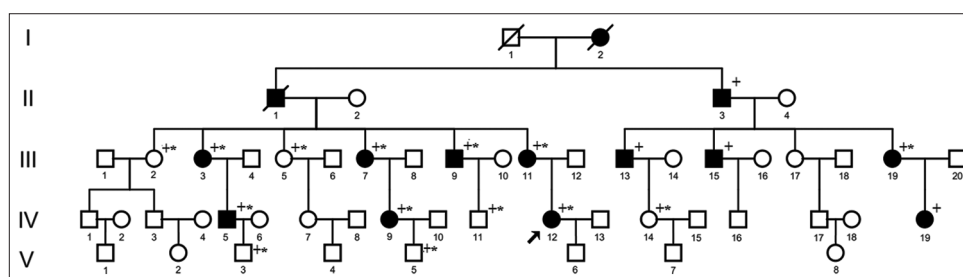 I
1 2
II
+ +
1 2 3 4
III
+* +* +* +* +* +* + + +*
1 2 3 4 5 6 7 8 9 10 11 12 13 14 15 16 17 18 19 20
IV
+* +* +* +* +* +
1 2 3 4 5 6 7 8 9 10 11 12 13 14 15 16 17 18 19
V
+* +*
1 2 3 4 5 6 7 8